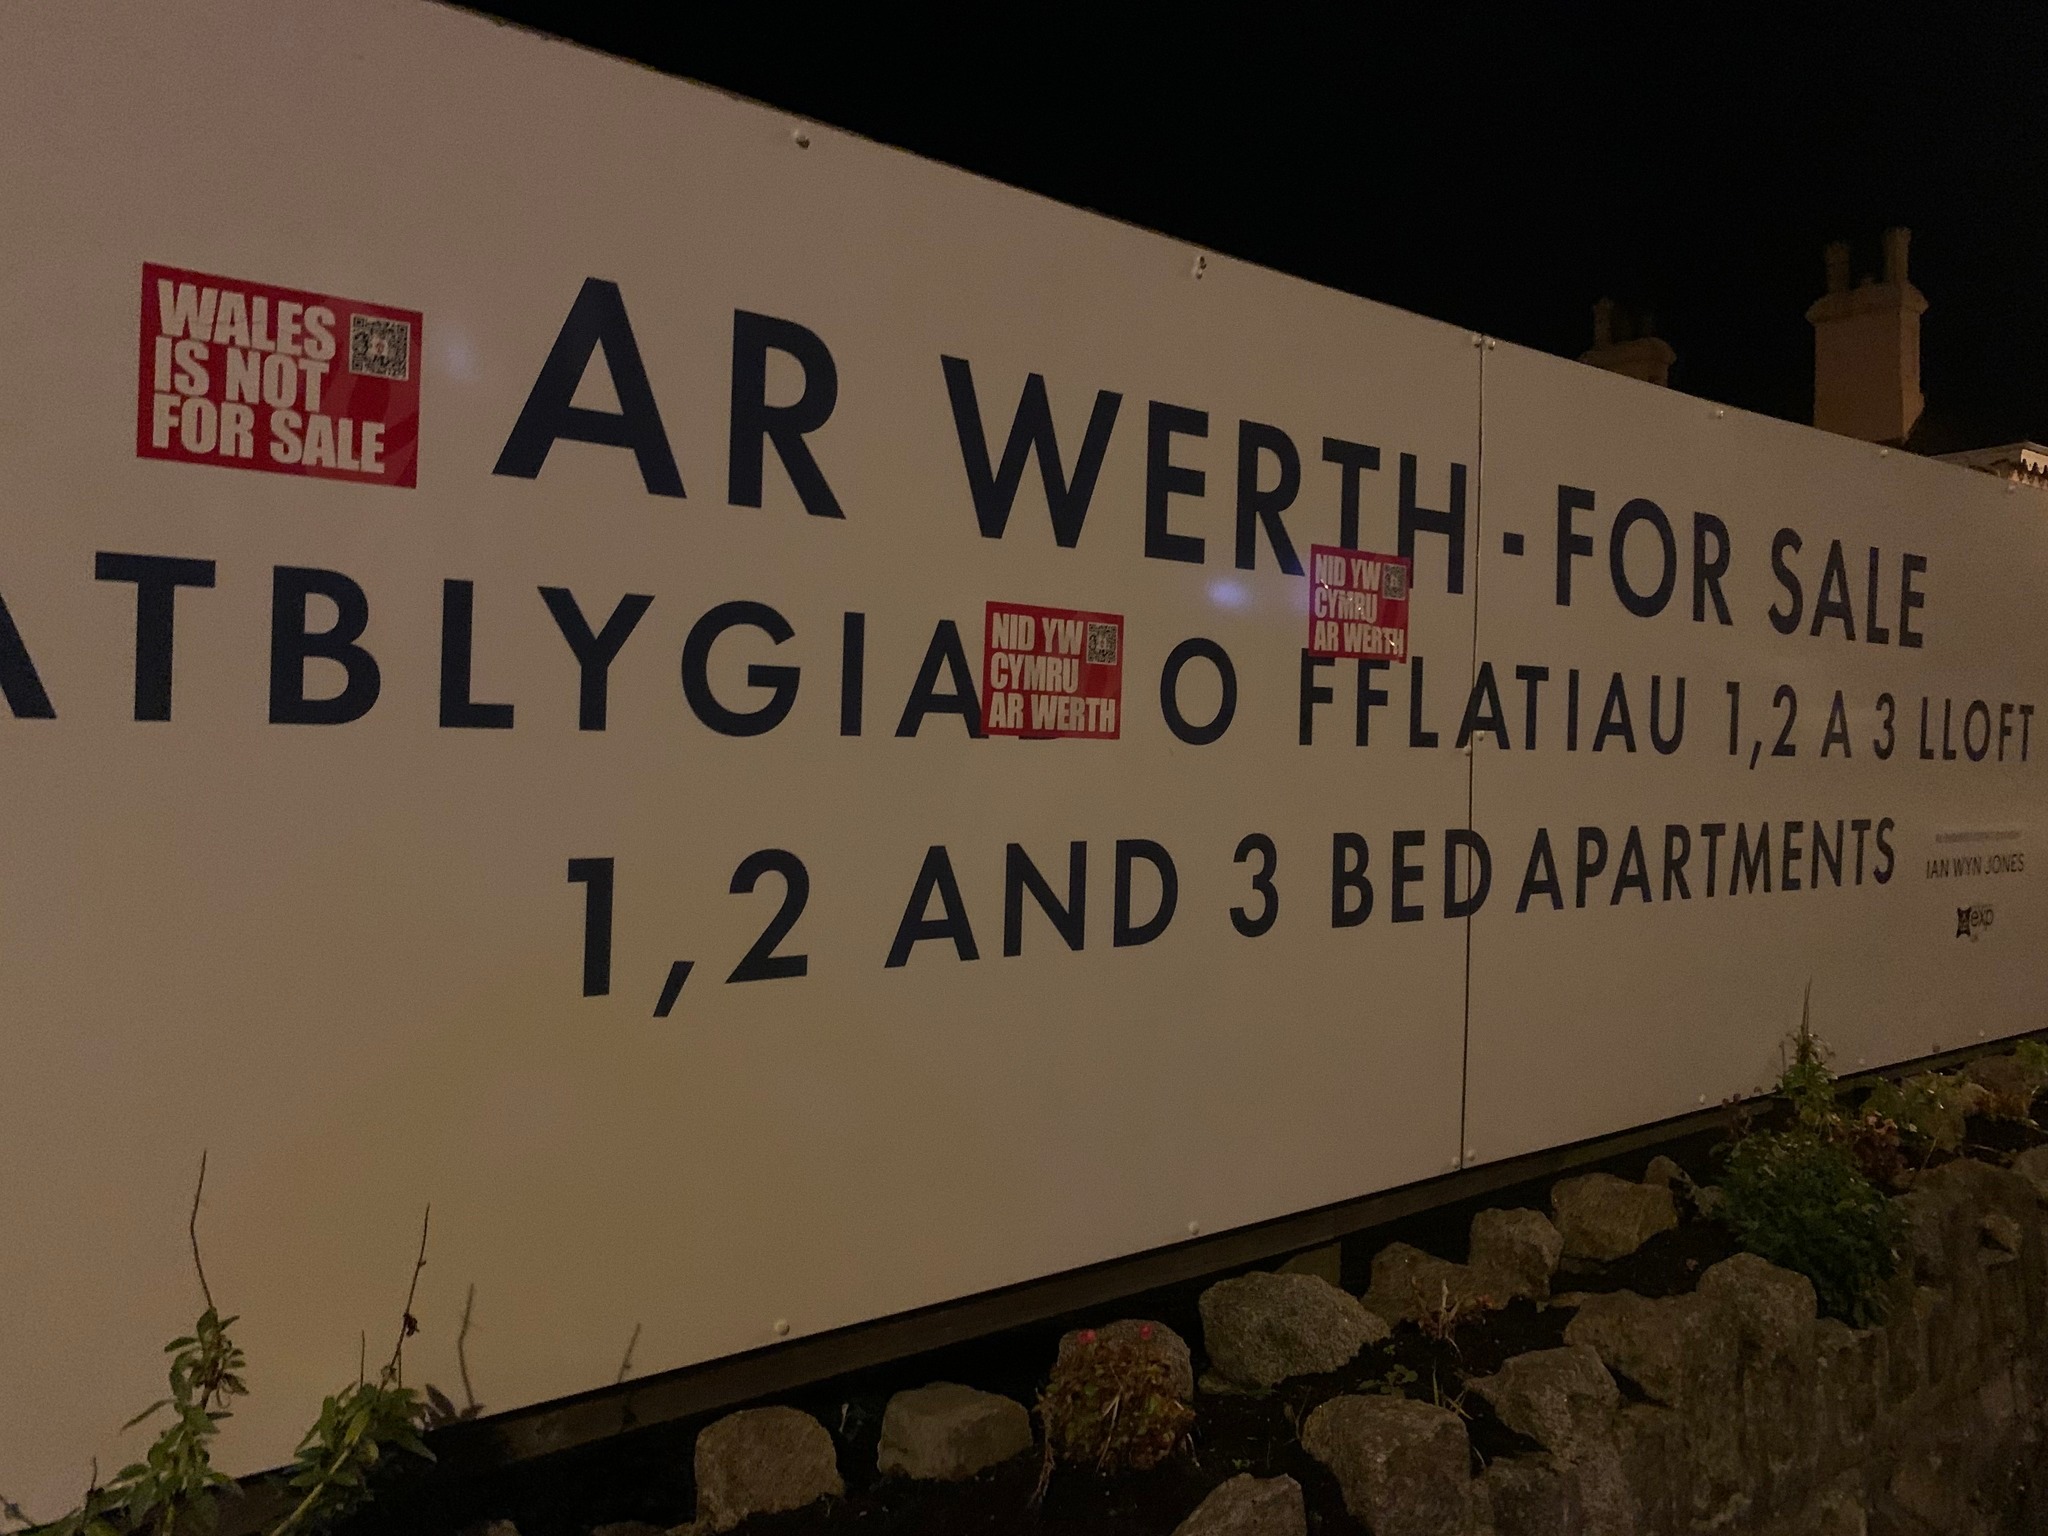 WALES
IS NOT
FOR SALE
AR WERTH - FOR SALE
NID YW
CYMRU
AR WERTH
NID YW
CYMRU
AR WERTH
ATBLYGIA O FFLATIAU 1,2 A 3 LLOFT
1,2 AND 3 BED APARTMENTS
IAN WYN JONES
exp